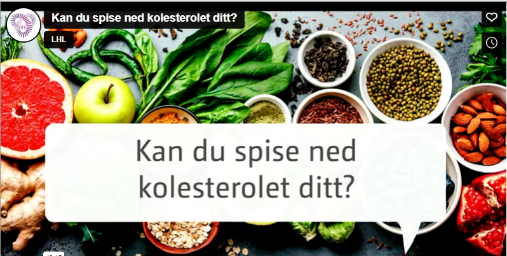 Kan du spise ned kolesterolet ditt?
LHL
Kan du spise ned
kolesterolet ditt?